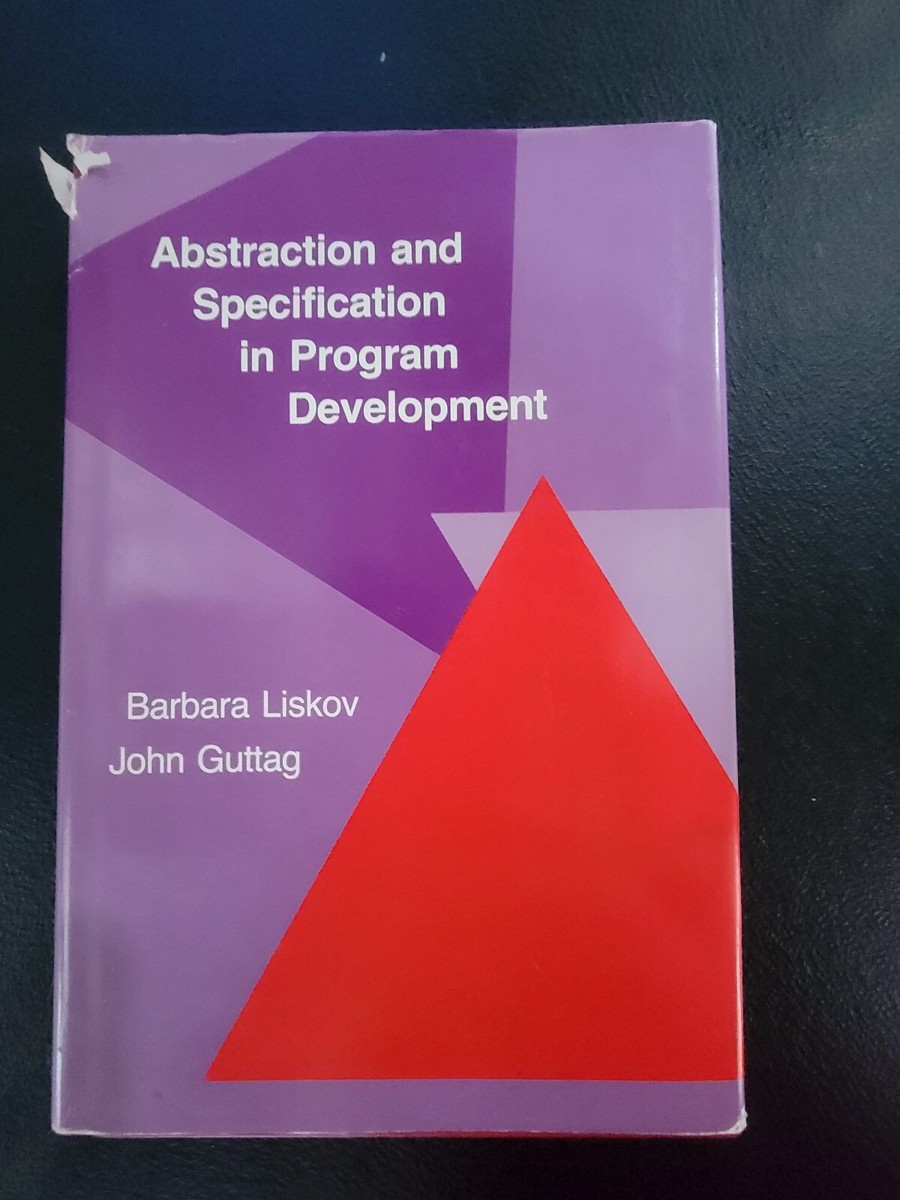 Abstraction and
Specification
in Program
Development
Barbara Liskov
John Guttag